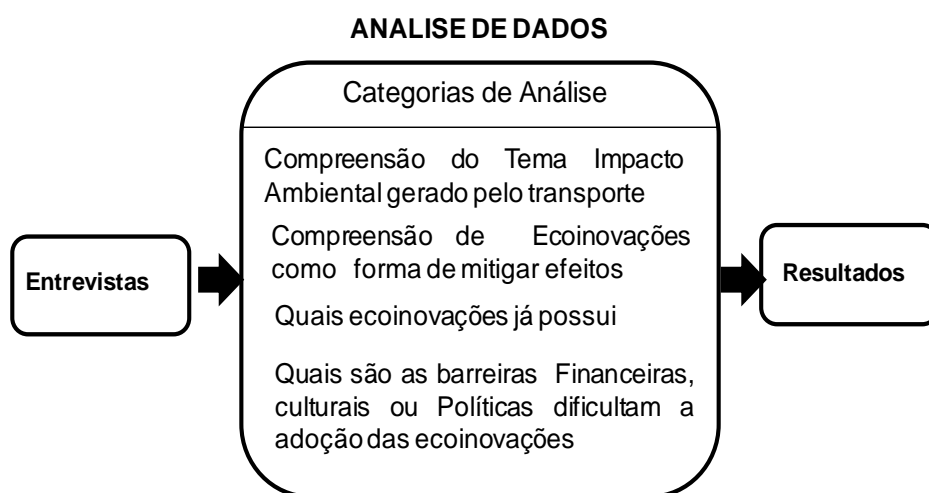 ANALISE DE DADOS
Categorias de Análise
Compreensão do Tema Impacto
Ambiental gerado pelo transporte
Compreensão de Ecoinovações
como forma de mitigar efeitos
Quais ecoinovações já possui
Quais são as barreiras Financeiras,
culturais ou Políticas dificultam a
adoção das ecoinovações
Entrevistas
Resultados